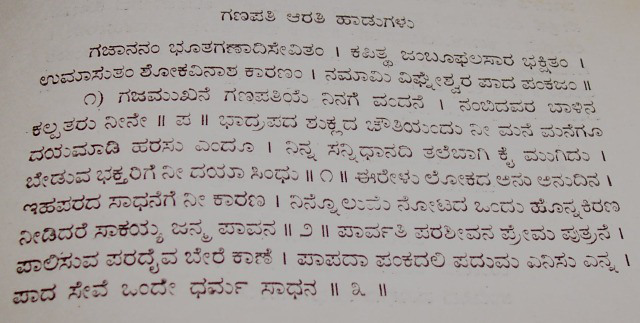 ಗಣಪತಿ ಆರತಿ ಹಾಡುಗಳು
ಗಜಾನನಂ ಭೂತಗಣಾದಿಸೇವಿತಂ । ಕಪಿತ್ಥ ಜಂಬೂಫಲಸಾರ ಭಕ್ಷಿತಂ ।
ಉಮಾಸುತಂ ಶೋಕವಿನಾಶ ಕಾರಣಂ । ನಮಾಮಿ ವಿಘ್ನೇಶ್ವರ ಪಾದ ಪಂಕಜಂ ॥
೧) ಗಜಮುಖನೆ ಗಣಪತಿಯೆ ನಿನಗೆ ವಂದನೆ । ನಂಬಿದವರ ಬಾಳಿನ
ಕಲ್ಪತರು ನೀನೇ ॥ ಪ ॥ ಭಾದ್ರಪದ ಶುಕ್ಲದ ಚೌತಿಯಂದು ನೀ ಮನೆ ಮನೆಗೂ
ದಯಮಾಡಿ ಹರಸು ಎಂದೂ । ನಿನ್ನ ಸನ್ನಿಧಾನದಿ ತಲೆಬಾಗಿ ಕೈ ಮುಗಿದು ।
ಬೇಡುವ ಭಕ್ತರಿಗೆ ನೀ ದಯಾ ಸಿಂಧು ॥ ೧ ॥ ಈರೇಳು ಲೋಕದ ಅನು ಅನುದಿನ ।
ಇಹಪರದ ಸಾಧನೆಗೆ ನೀ ಕಾರಣ । ನಿನ್ನೊಲುಮೆ ನೋಟದ ಒಂದು ಹೊನ್ನಕಿರಣ
ನೀಡಿದರೆ ಸಾಕಯ್ಯ ಜನ್ಮ ಪಾವನ ॥ ೨ ॥ ಪಾರ್ವತಿ ಪರಶಿವನ ಪ್ರೇಮ ಪುತ್ರನೆ ।
ಪಾಲಿಸುವ ಪರದೈವ ಬೇರೆ ಕಾಣೆ । ಪಾಪದಾ ಪಂಕದಲಿ ಪದುಮ ಎನಿಸು ಎನ್ನ ।
ಪಾದ ಸೇವೆ ಒಂದೇ ಧರ್ಮ ಸಾಧನ ॥ ೩ ॥